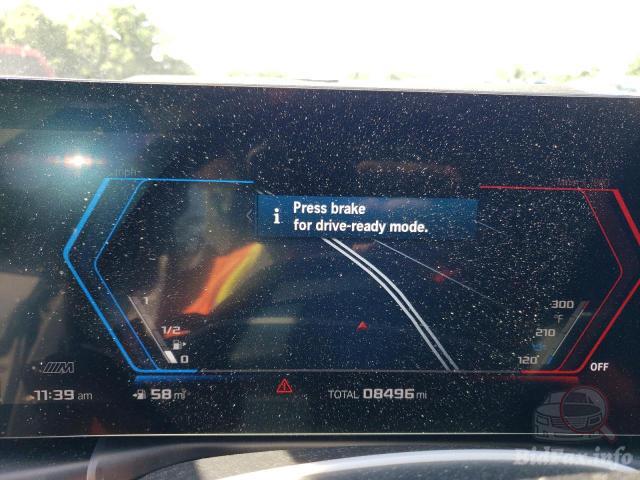 mph
Press brake
for drive-ready mode.
1
1/2
0
300
°F
210
120°
OFF
M
11:39 am
58 mi
TOTAL 08496 mi
BidFax.info